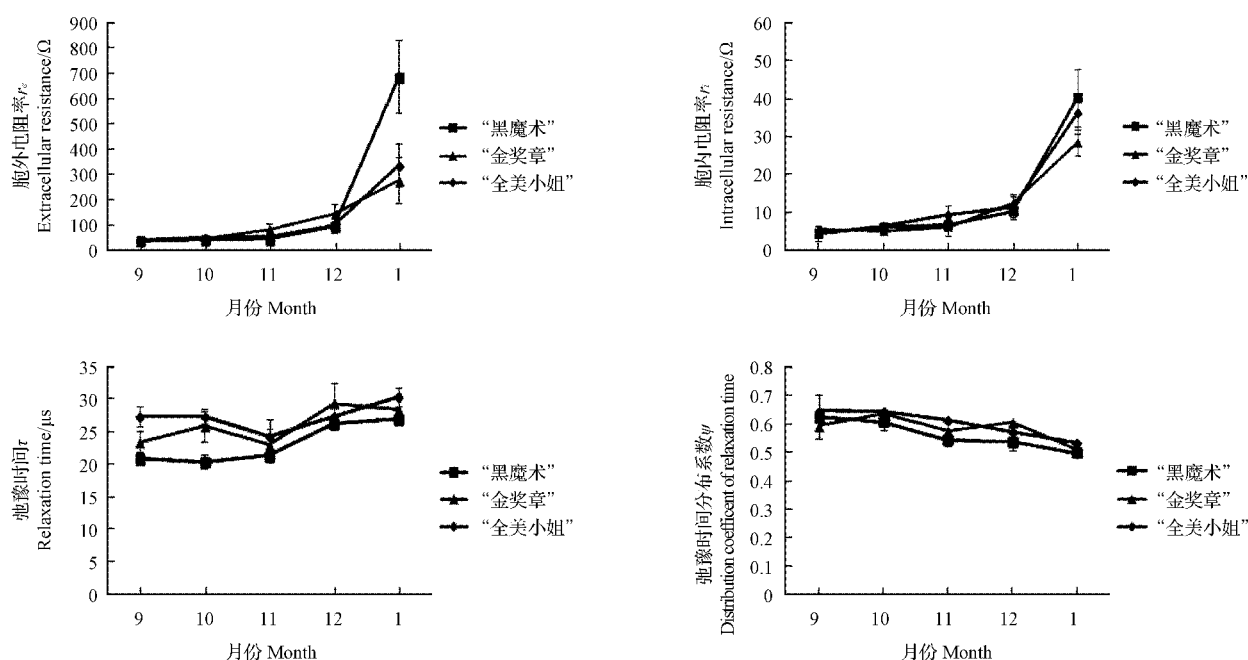 胞外电阻率re
Extracellular resistance/Ω
900
800
700
600
500
400
300
200
100
0
9 10 11 12 1
月份 Month
“黑魔术”
“金奖章”
“全美小姐”
胞内电阻率ri
Intracellular resistance/Ω
60
50
40
30
20
10
0
9 10 11 12 1
月份 Month
“黑魔术”
“金奖章”
“全美小姐”
弛豫时间τ
Relaxation time/μs
35
30
25
20
15
10
5
0
9 10 11 12 1
月份 Month
“黑魔术”
“金奖章”
“全美小姐”
弛豫时间分布系数ψ
Distribution coefficent of relaxation time
0.8
0.7
0.6
0.5
0.4
0.3
0.2
0.1
0
9 10 11 12 1
月份 Month
“黑魔术”
“金奖章”
“全美小姐”